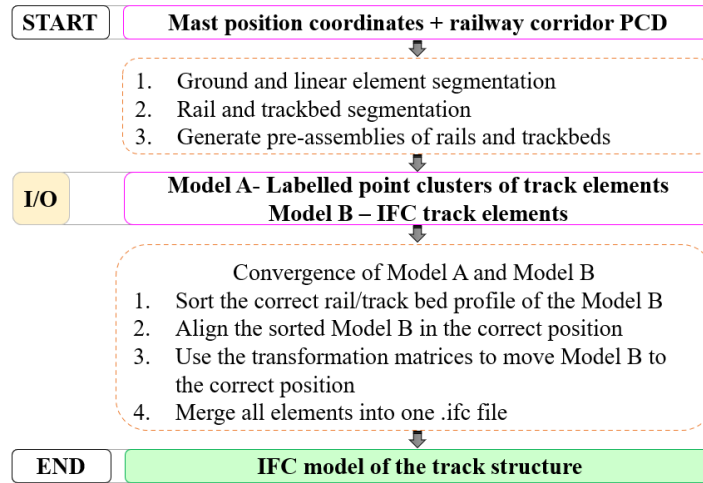 START
Mast position coordinates + railway corridor PCD
1. Ground and linear element segmentation
2. Rail and trackbed segmentation
3. Generate pre-assemblies of rails and trackbeds
I/O
Model A- Labelled point clusters of track elements
Model B – IFC track elements
Convergence of Model A and Model B
1. Sort the correct rail/track bed profile of the Model B
2. Align the sorted Model B in the correct position
3. Use the transformation matrices to move Model B to
the correct position
4. Merge all elements into one .ifc file
END
IFC model of the track structure